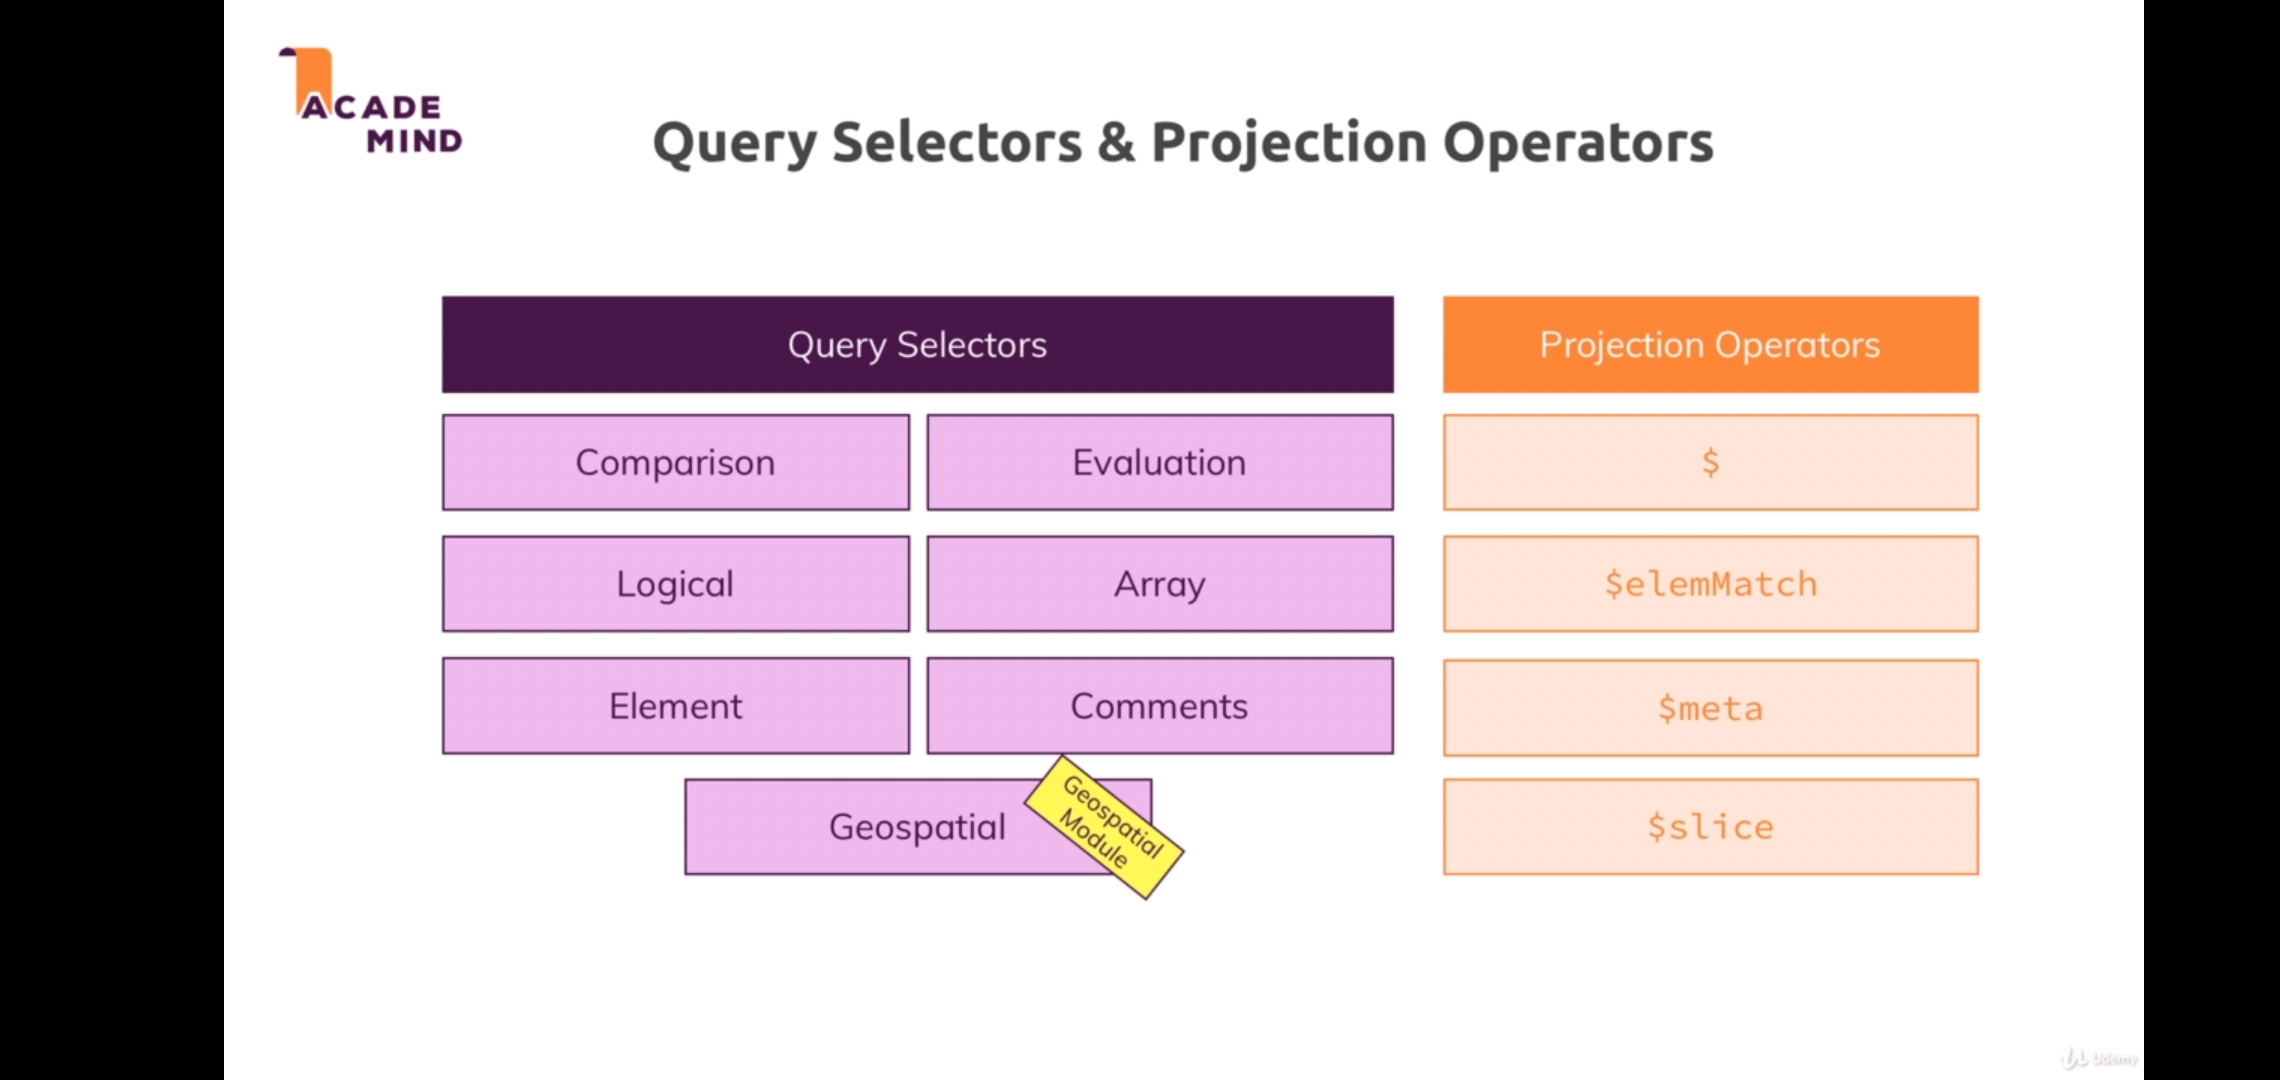 ACADE
MIND
Query Selectors & Projection Operators
Query Selectors
Projection Operators
Comparison
Evaluation
$
Logical
Array
$elemMatch
Element
Comments
$meta
Geospatial
Geospatial
Module
$slice
Udemy